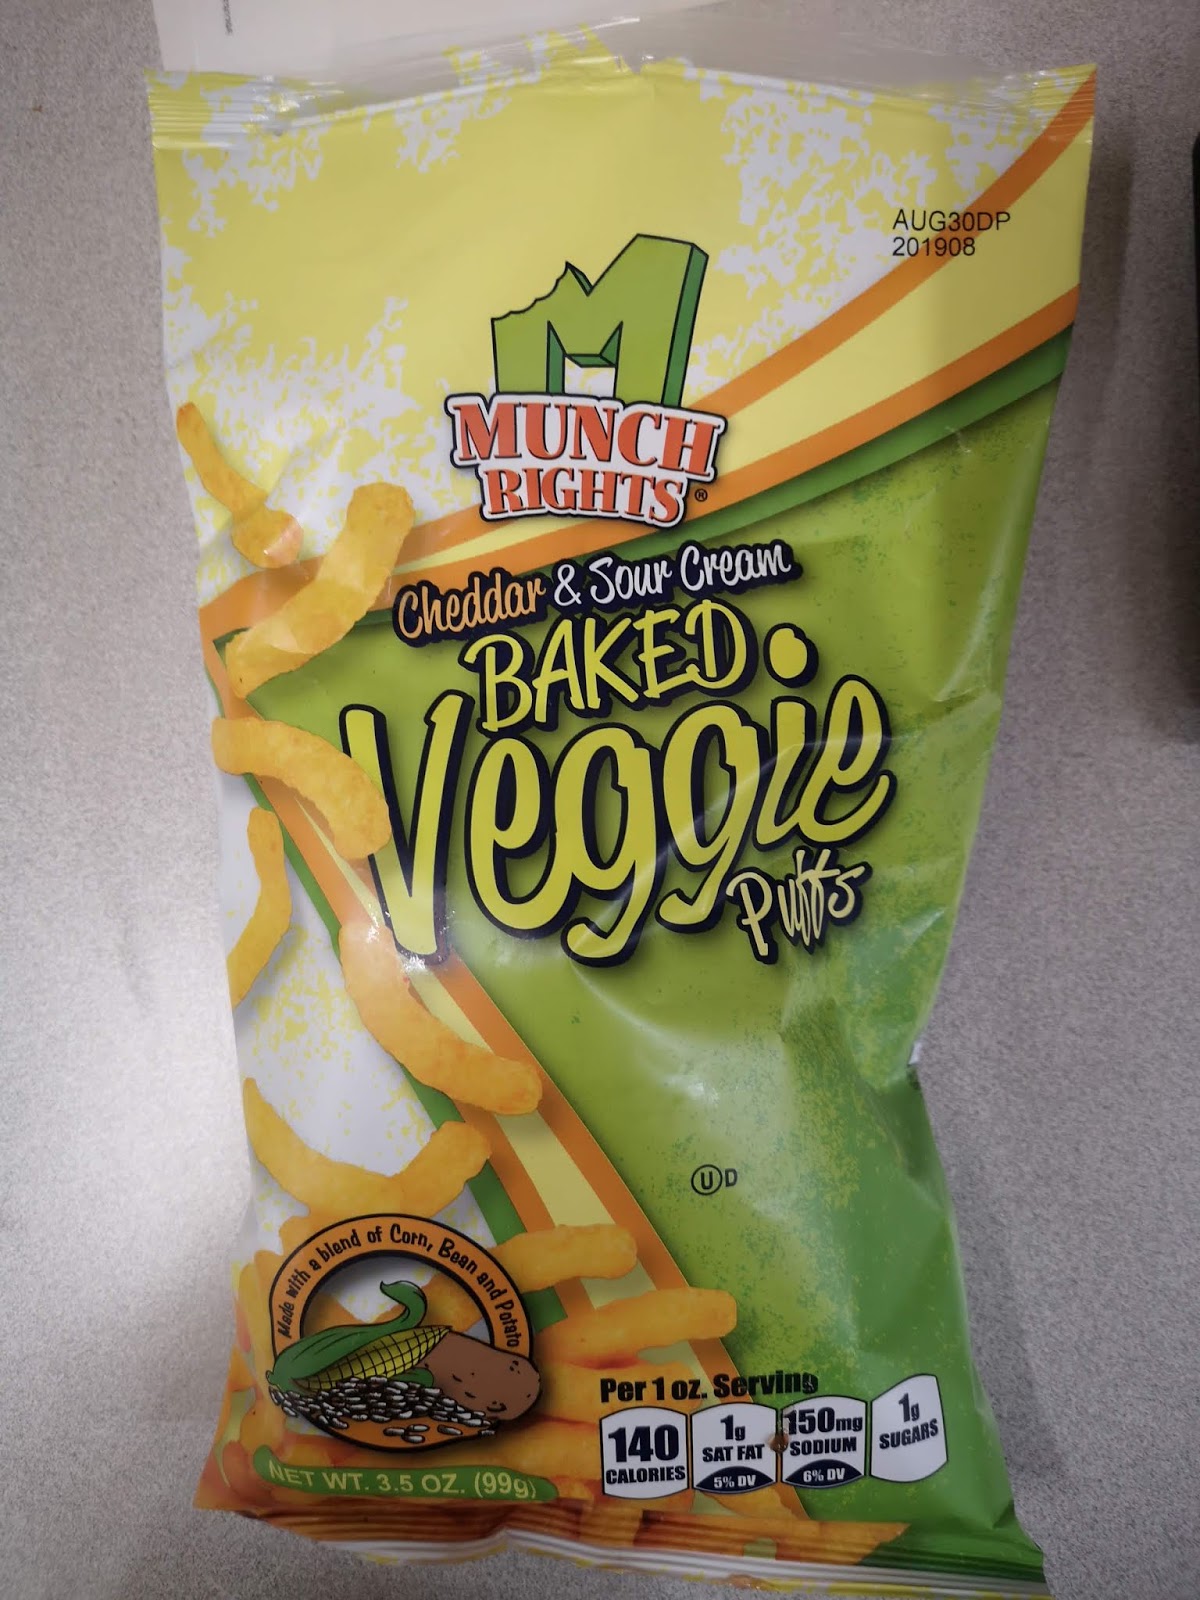 AUG30DP
201908
M
MUNCH
RIGHTS®
Cheddar & Sour Cream
BAKED
Veggie
Puffs
U D
Made with a blend of Corn, Bean and Potato
Per 1 oz. Serving
140
CALORIES
1g
SAT FAT
5% DV
150mg
SODIUM
6% DV
1g
SUGARS
NET WT. 3.5 OZ. (99g)